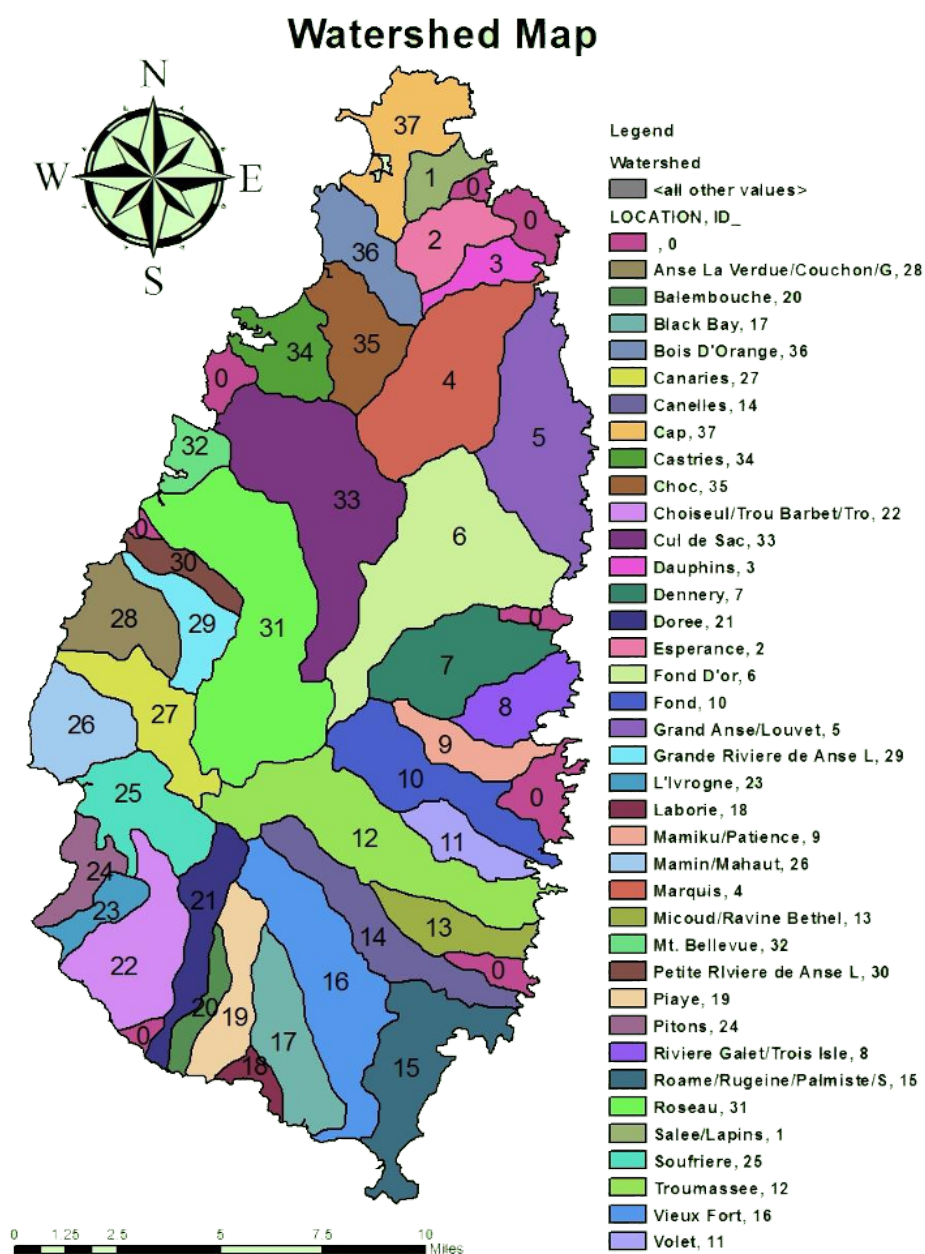 Watershed Map
N
W E
S
37
1
0
0
2
3
36
35
34
4
0
5
32
33
6
0
30
28
29
31
0
7
8
27
26
9
10
0
25
12
11
24
23
21
13
14
22
0
16
20
19
17
0
18
15
0 1.25 2.5 5 7.5 10
Miles
Legend
Watershed
<all other values>
LOCATION, ID_
, 0
Anse La Verdue/Couchon/G, 28
Balembouche, 20
Black Bay, 17
Bois D'Orange, 36
Canaries, 27
Canelles, 14
Cap, 37
Castries, 34
Choc, 35
Choiseul/Trou Barbet/Tro, 22
Cul de Sac, 33
Dauphins, 3
Dennery, 7
Doree, 21
Esperance, 2
Fond D'or, 6
Fond, 10
Grand Anse/Louvet, 5
Grande Riviere de Anse L, 29
L'Ivrogne, 23
Laborie, 18
Mamiku/Patience, 9
Mamin/Mahaut, 26
Marquis, 4
Micoud/Ravine Bethel, 13
Mt. Bellevue, 32
Petite RIviere de Anse L, 30
Piaye, 19
Pitons, 24
Riviere Galet/Trois Isle, 8
Roame/Rugeine/Palmiste/S, 15
Roseau, 31
Salee/Lapins, 1
Soufriere, 25
Troumassee, 12
Vieux Fort, 16
Volet, 11